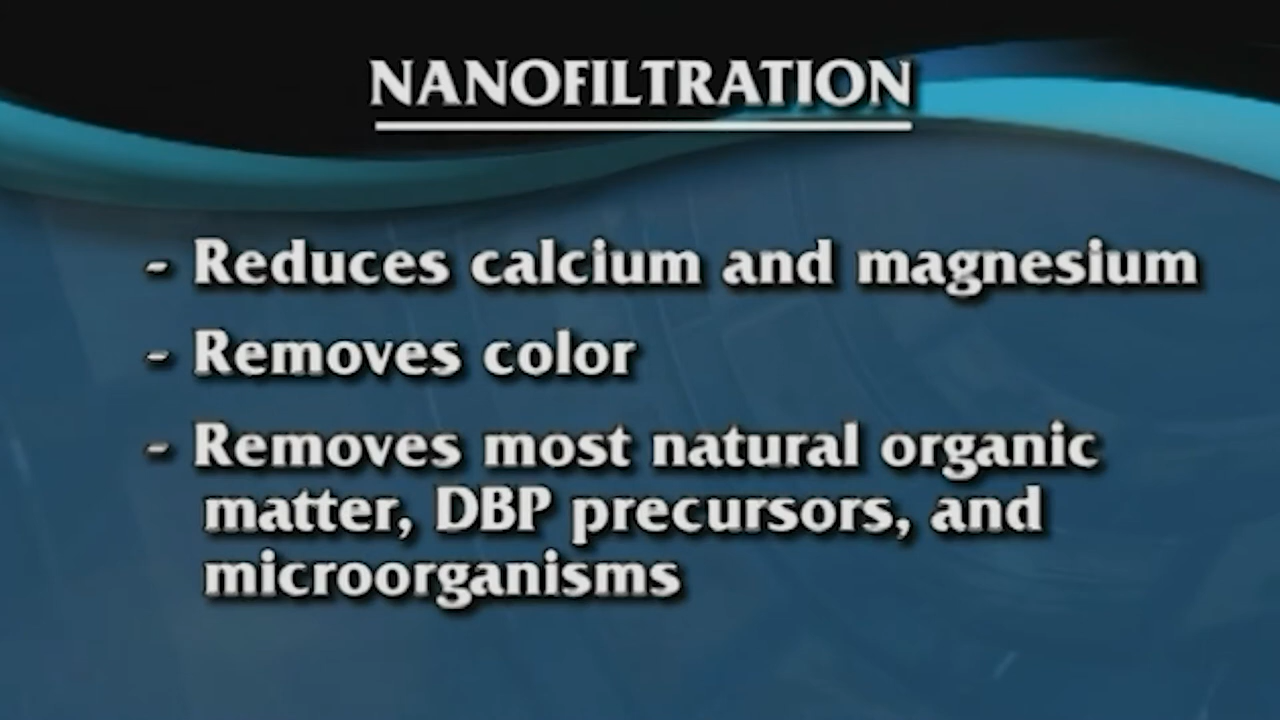 NANOFILTRATION
- Reduces calcium and magnesium
- Removes color
- Removes most natural organic
matter, DBP precursors, and
microorganisms